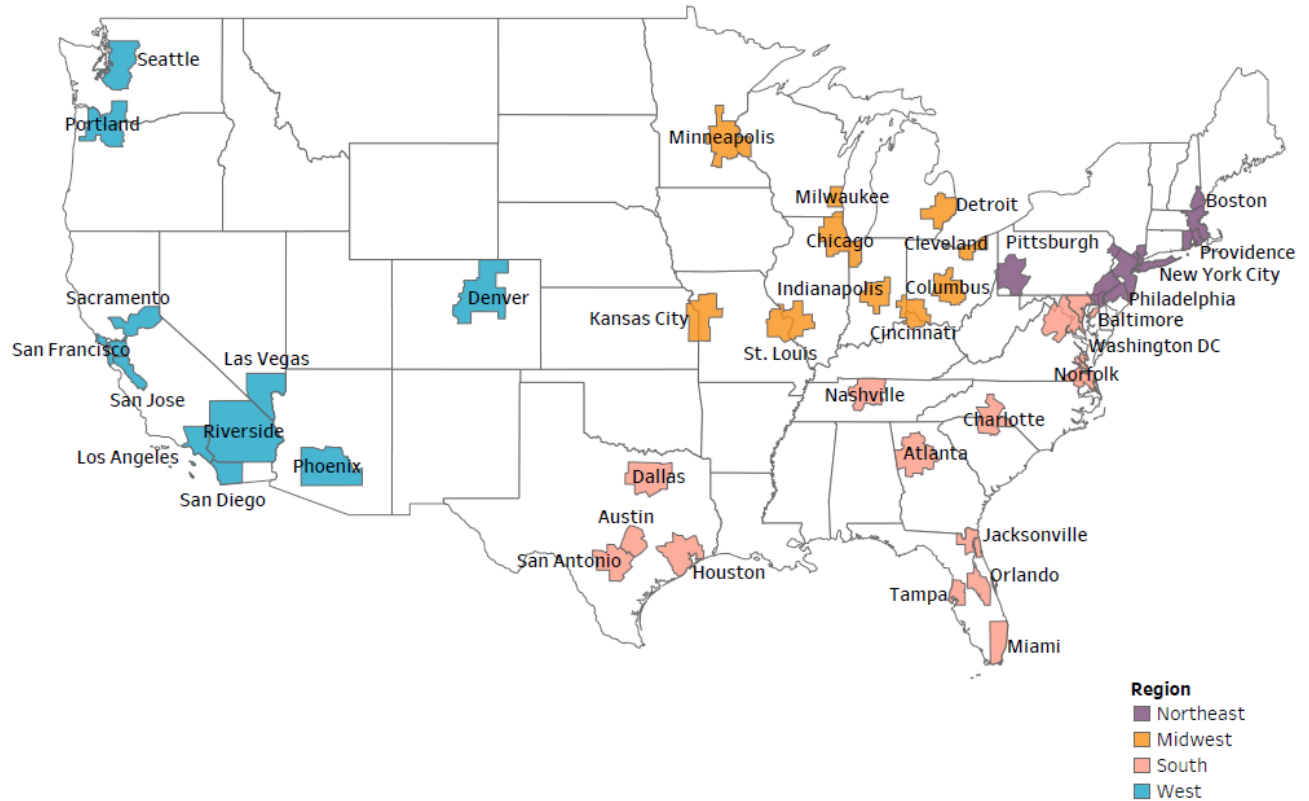 Seattle
Portland
Minneapolis
Milwaukee
Detroit
Boston
Chicago
Cleveland
Pittsburgh
Providence
New York City
Indianapolis
Columbus
Philadelphia
Sacramento
Denver
Kansas City
Cincinnati
Baltimore
San Francisco
Las Vegas
St. Louis
Washington DC
Norfolk
San Jose
Nashville
Charlotte
Riverside
Los Angeles
Phoenix
Atlanta
San Diego
Dallas
Austin
Jacksonville
San Antonio
Houston
Orlando
Tampa
Miami
Region
Northeast
Midwest
South
West